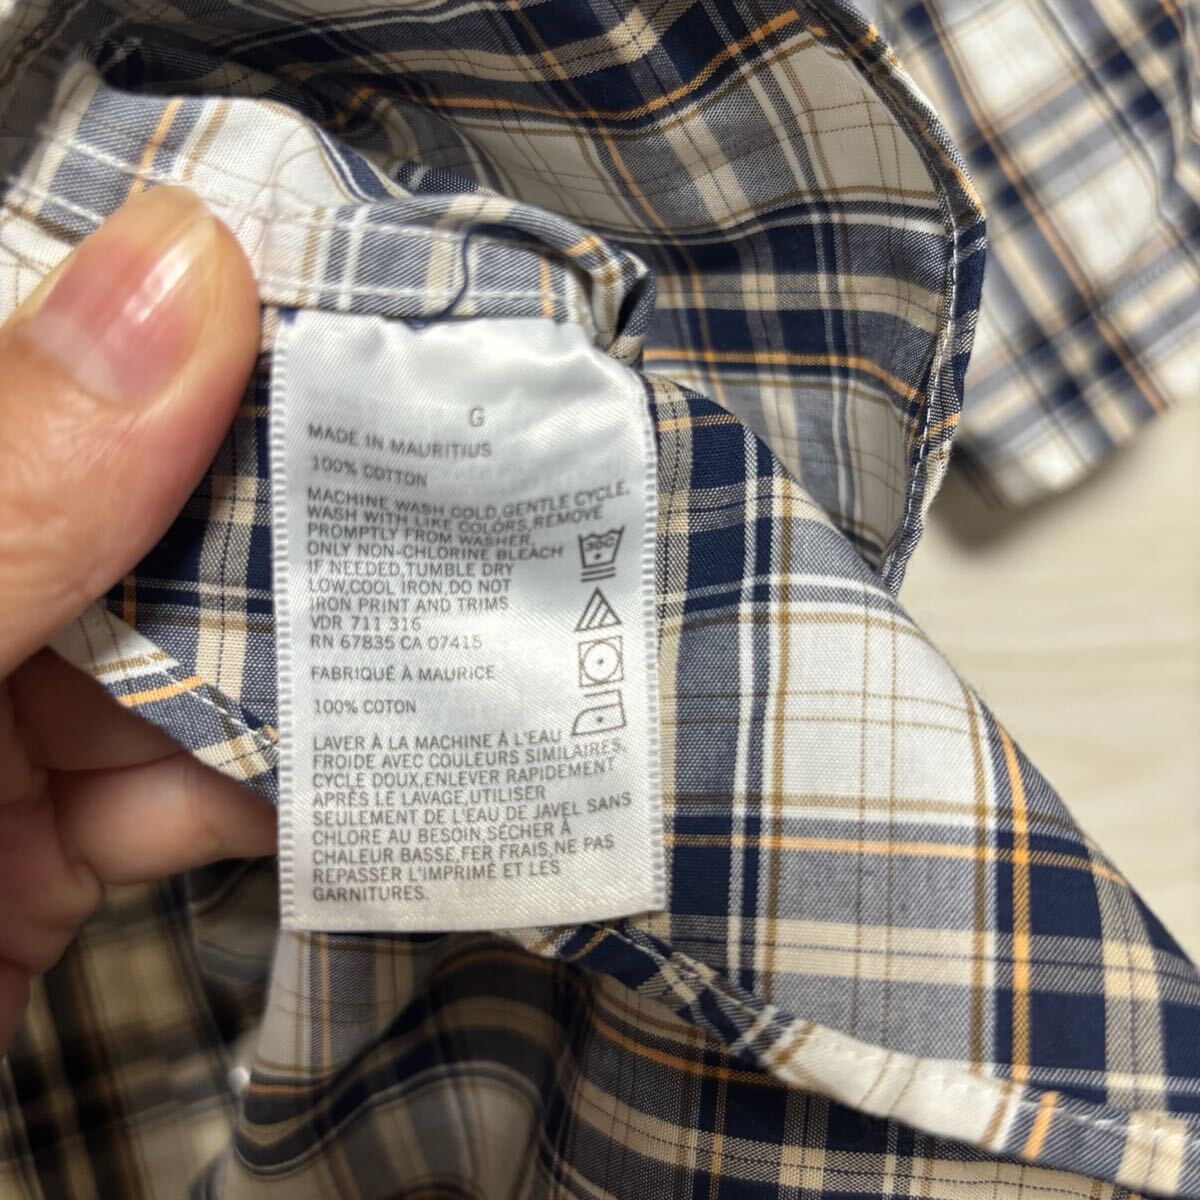 G
MADE IN MAURITIUS
100% COTTON
MACHINE WASH COLD,GENTLE CYCLE,
WASH WITH LIKE COLORS,REMOVE
PROMPTLY FROM WASHER,
ONLY NON-CHLORINE BLEACH
IF NEEDED,TUMBLE DRY
LOW,COOL IRON,DO NOT
IRON PRINT AND TRIMS
VDR 711 316
RN 67835 CA 07415
FABRIQUÉ À MAURICE
100% COTON
LAVER À LA MACHINE À L'EAU
FROIDE AVEC COULEURS SIMILAIRES,
CYCLE DOUX,ENLEVER RAPIDEMENT
APRÈS LE LAVAGE,UTILISER
SEULEMENT DE L'EAU DE JAVEL SANS
CHLORE AU BESOIN SÉCHER À
CHALEUR BASSE,FER FRAIS,NE PAS
REPASSER L'IMPRIMÉ ET LES
GARNITURES.